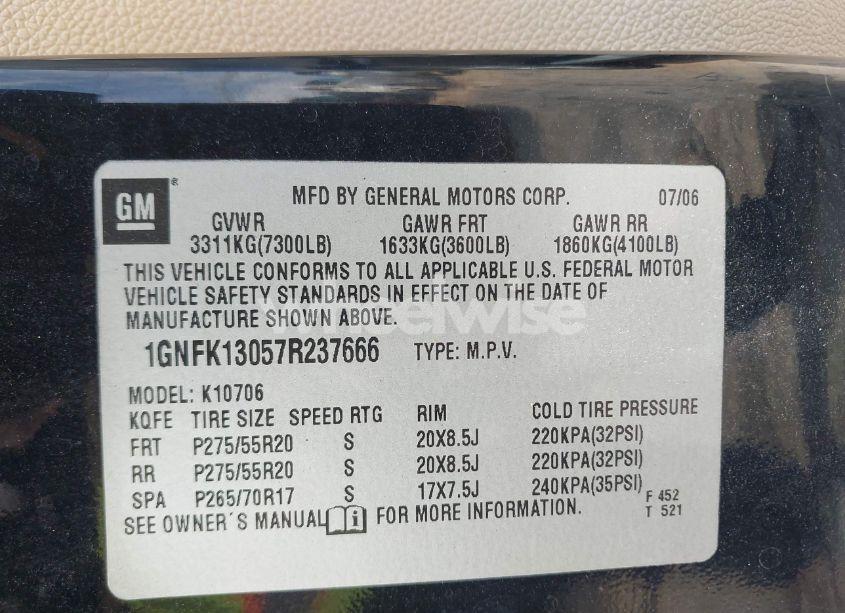 GM
MFD BY GENERAL MOTORS CORP. 07/06
GVWR GAWR FRT GAWR RR
3311KG(7300LB) 1633KG(3600LB) 1860KG(4100LB)
THIS VEHICLE CONFORMS TO ALL APPLICABLE U.S. FEDERAL MOTOR
VEHICLE SAFETY STANDARDS IN EFFECT ON THE DATE OF
MANUFACTURE SHOWN ABOVE.
Wheelwise
1GNFK13057R237666 TYPE: M.P.V.
MODEL: K10706
KQFE TIRE SIZE SPEED RTG RIM COLD TIRE PRESSURE
FRT P275/55R20 S 20X8.5J 220KPA(32PSI)
RR P275/55R20 S 20X8.5J 220KPA(32PSI)
SPA P265/70R17 S 17X7.5J 240KPA(35PSI) F 452
SEE OWNER´S MANUAL i FOR MORE INFORMATION. T 521